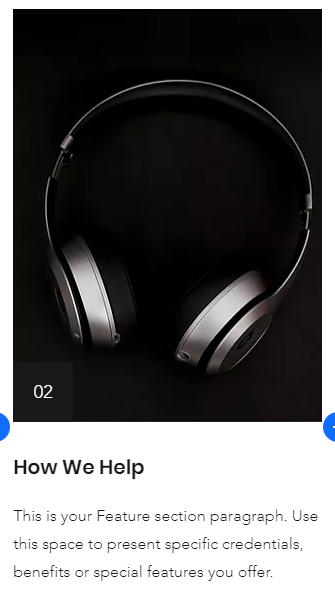 02
How We Help
This is your Feature section paragraph. Use
this space to present specific credentials,
benefits or special features you offer.